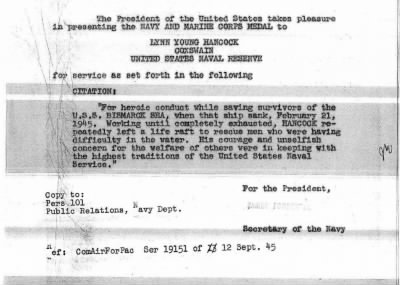 The President of the United States takes pleasure
in presenting the NAVY AND MARINE CORPS MEDAL to
LYNN YOUNG HANCOCK
COXSWAIN
UNITED STATES NAVAL RESERVE
for service as set forth in the following
CITATION:
"For heroic conduct while saving survivors of the
U.S.S. BISMARCK SEA, when that ship sank, February 21,
1945. Working until completely exhausted, HANCOCK re-
peatedly left a life raft to rescue men who were having
difficulty in the water. His courage and unselfish
concern for the welfare of others were in keeping with
the highest traditions of the United States Naval
Service."
For the President,
Copy to:
Pers 101
Public Relations, Navy Dept.
JAMES FORRESTAL
Secretary of the Navy
Ref: ComAirForPac Ser 19151 of 12 Sept. 45